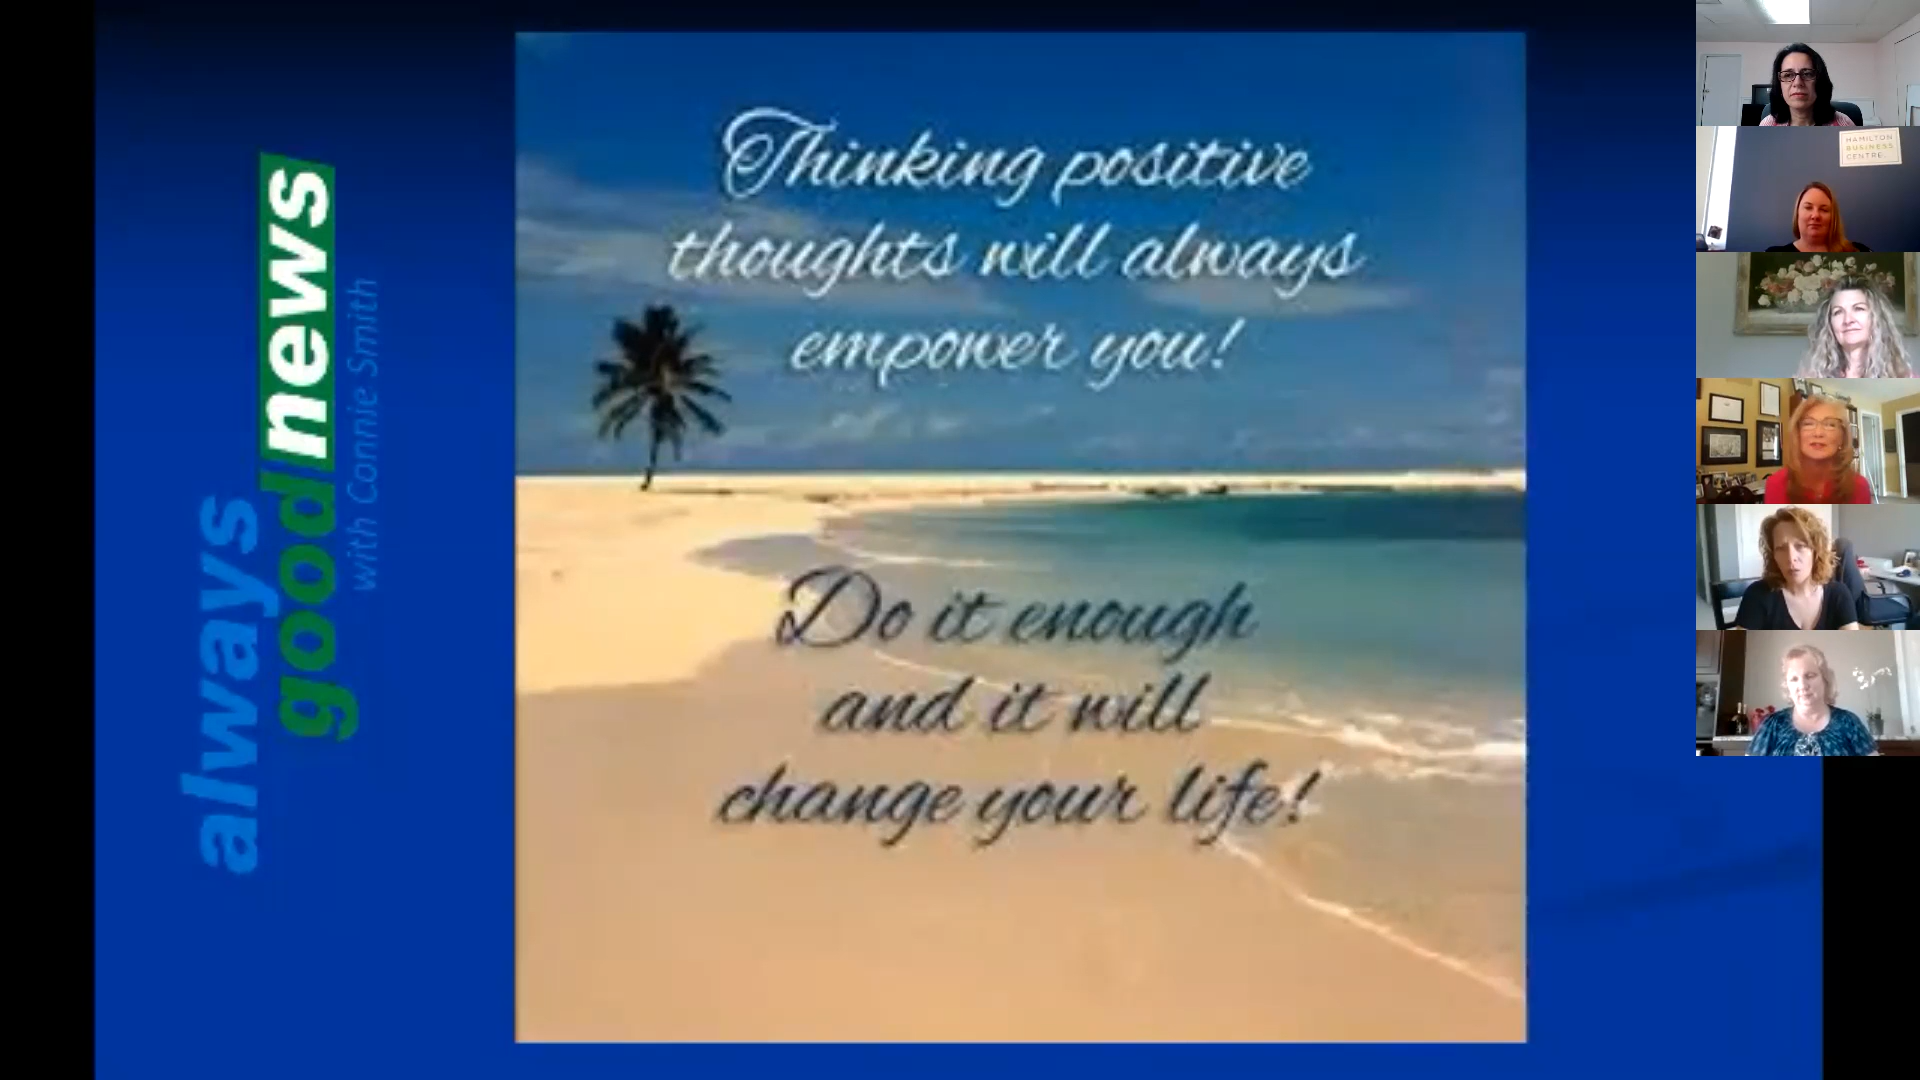 always
good news
with Connie Smith
Thinking positive
thoughts will always
empower you!
Do it enough
and it will
change your life!
HAMILTON
BUSINESS
CENTRE